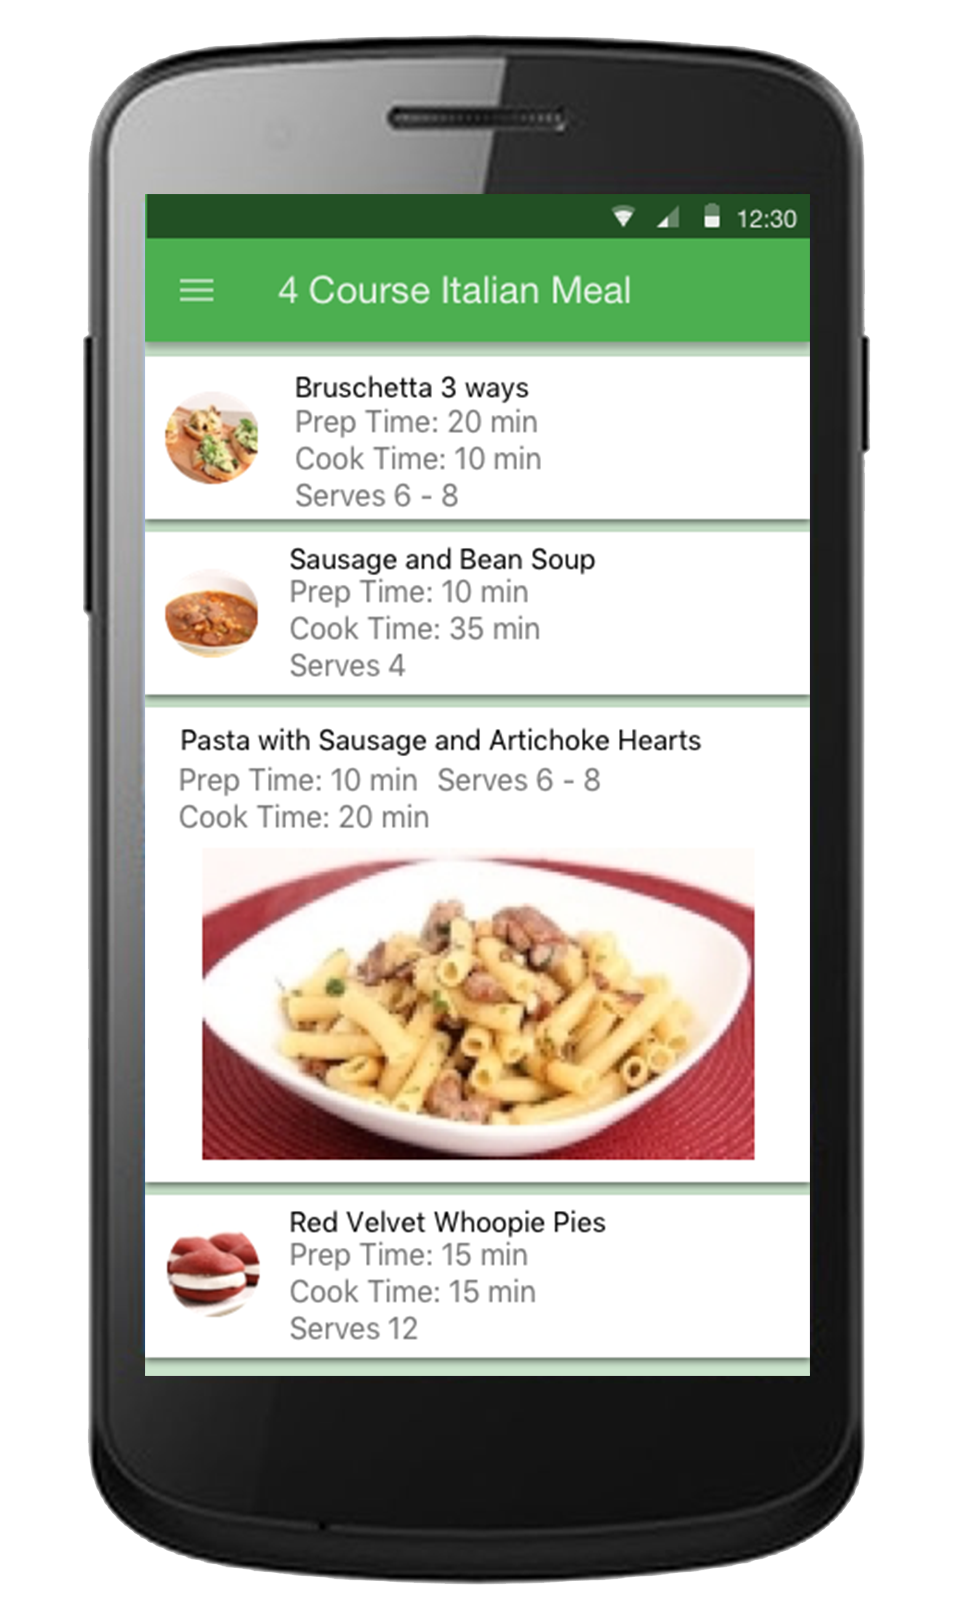 12:30
4 Course Italian Meal
Bruschetta 3 ways
Prep Time: 20 min
Cook Time: 10 min
Serves 6 - 8
Sausage and Bean Soup
Prep Time: 10 min
Cook Time: 35 min
Serves 4
Pasta with Sausage and Artichoke Hearts
Prep Time: 10 min Serves 6 - 8
Cook Time: 20 min
Red Velvet Whoopie Pies
Prep Time: 15 min
Cook Time: 15 min
Serves 12